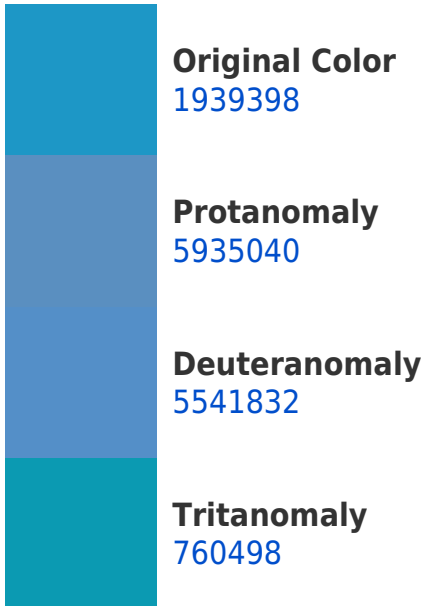 Original Color
1939398
Protanomaly
5935040
Deuteranomaly
5541832
Tritanomaly
760498